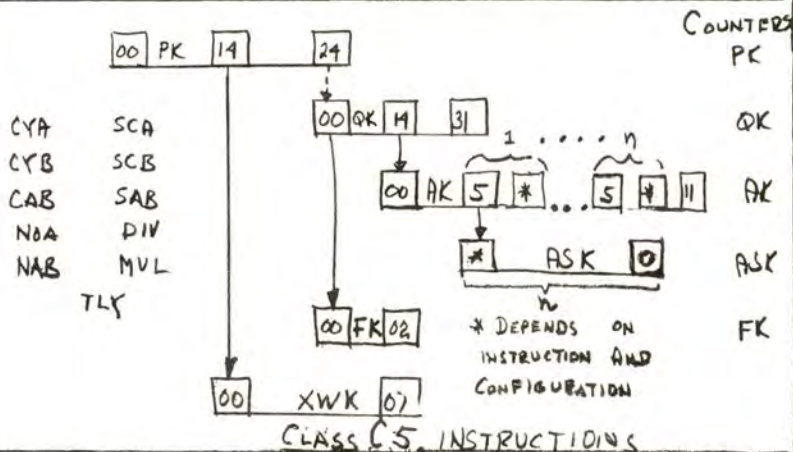 COUNTERS
00 PK 14 24 PK
00 QK 14 31 QK
1 . . . . n
CYA SCA
CYB SCB
CAB SAB
NOA DIV
NAB MUL
TLY
00 AK 5 * ... 5 * 11 AK
* ASK 0 ASK
n
00 FK 02 FK
* DEPENDS ON
INSTRUCTION AND
CONFIGURATION
00 XWK 07
CLASS C5. INSTRUCTIONS